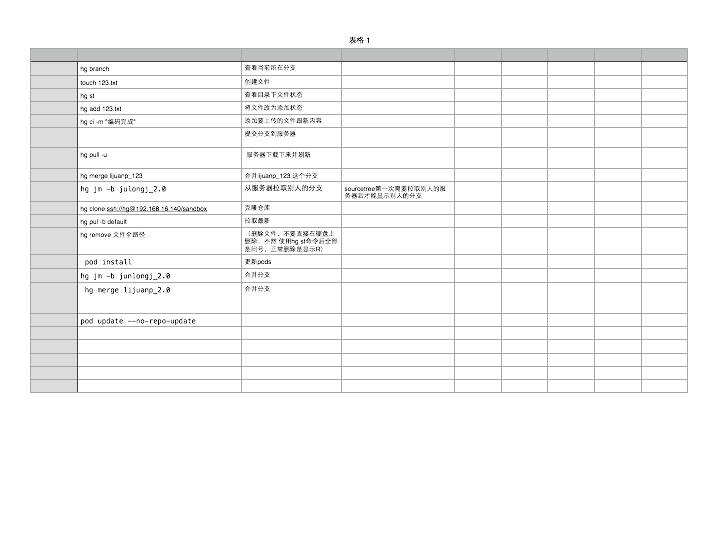 表格 1
hg branch 查看当前所在分支
touch 123.txt 创建文件
hg st 查看目录下文件状态
hg add 123.txt 将文件改为添加状态
hg ci -m "编码完成" 添加要上传的文件跟新内容
提交分支到服务器
hg pull -u 服务器下载下来并刷新
hg merge lijuanp_123 合并lijuanp_123 这个分支
hg jm -b julongj_2.0 从服务器拉取别人的分支 sourcetree第一次需要拉取别人的服
务器后才能显示别人的分支
hg clone ssh://hg@192.168.16.140/sandbox 克隆仓库
hg pul -b default 拉取最新
hg remove 文件全路径 （删除文件，不要直接在硬盘上
删除，不然 使用hg st命令后全部
是问号，正常删除是显示R）
pod install 更新pods
hg jm -b junlongj_2.0 合并分支
hg merge lijuanp_2.0 合并分支
pod update --no-repo-update